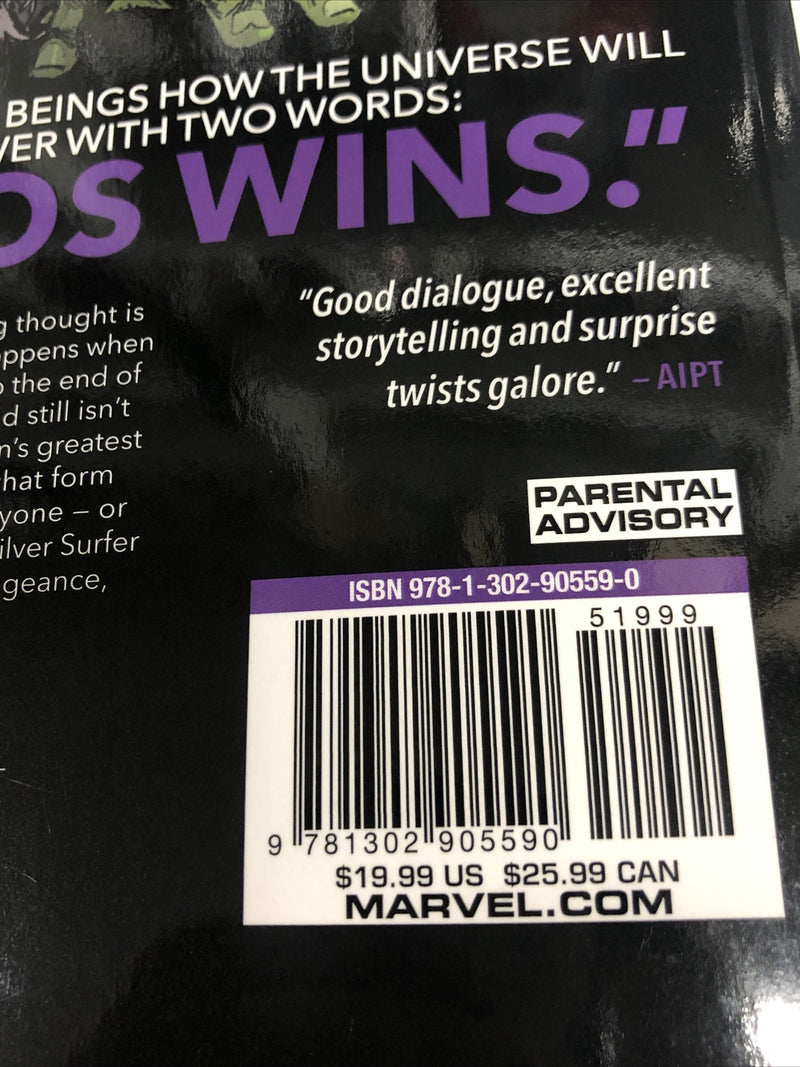 BEINGS HOW THE UNIVERSE WILL
VER WITH TWO WORDS:
OS WINS."
g thought is
ppens when
o the end of
d still isn't
n's greatest
hat form
yone – or
ilver Surfer
geance,
"Good dialogue, excellent
storytelling and surprise
twists galore." – AIPT
PARENTAL
ADVISORY
ISBN 978-1-302-90559-0
51999
9 781302 905590
$19.99 US $25.99 CAN
MARVEL.COM